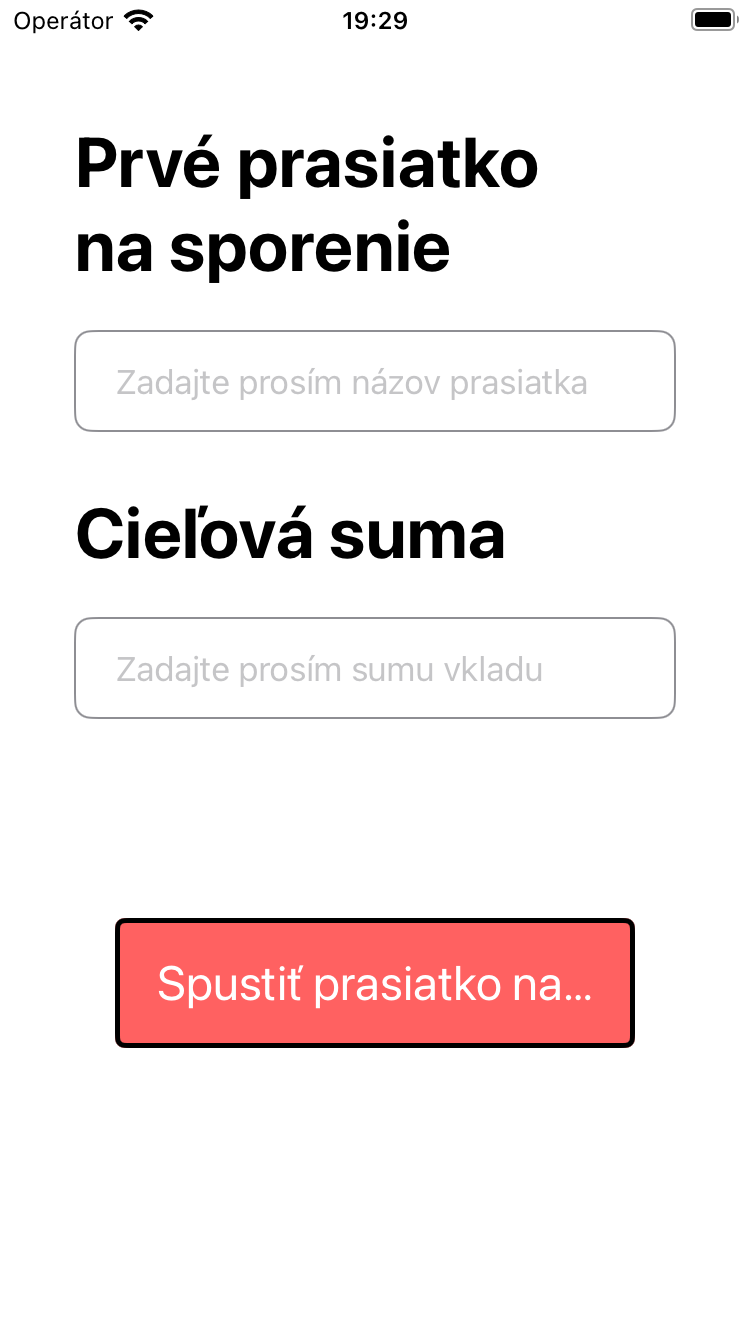 Operátor 19:29
Prvé prasiatko
na sporenie
Zadajte prosím názov prasiatka
Cieľová suma
Zadajte prosím sumu vkladu
Spustiť prasiatko na...